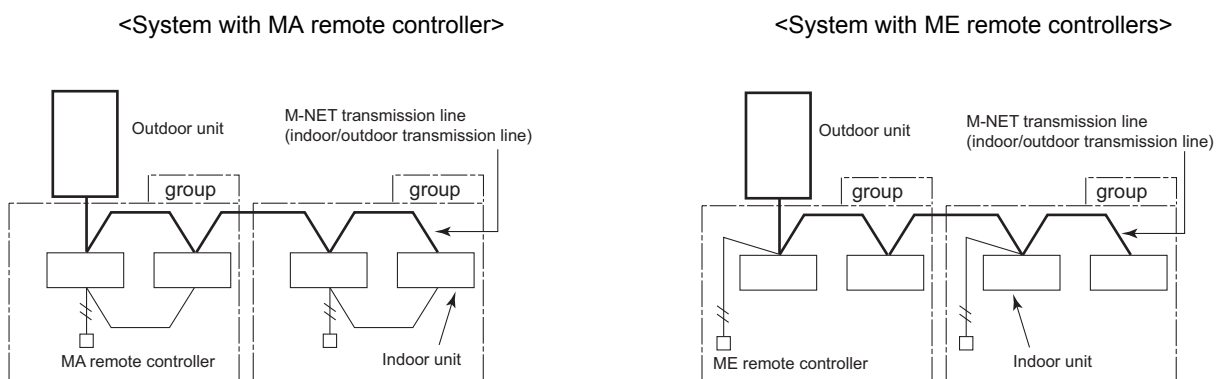 <System with MA remote controller>
Outdoor unit
M-NET transmission line
(indoor/outdoor transmission line)
group
group
MA remote controller
Indoor unit
<System with ME remote controllers>
Outdoor unit
M-NET transmission line
(indoor/outdoor transmission line)
group
group
ME remote controller
Indoor unit